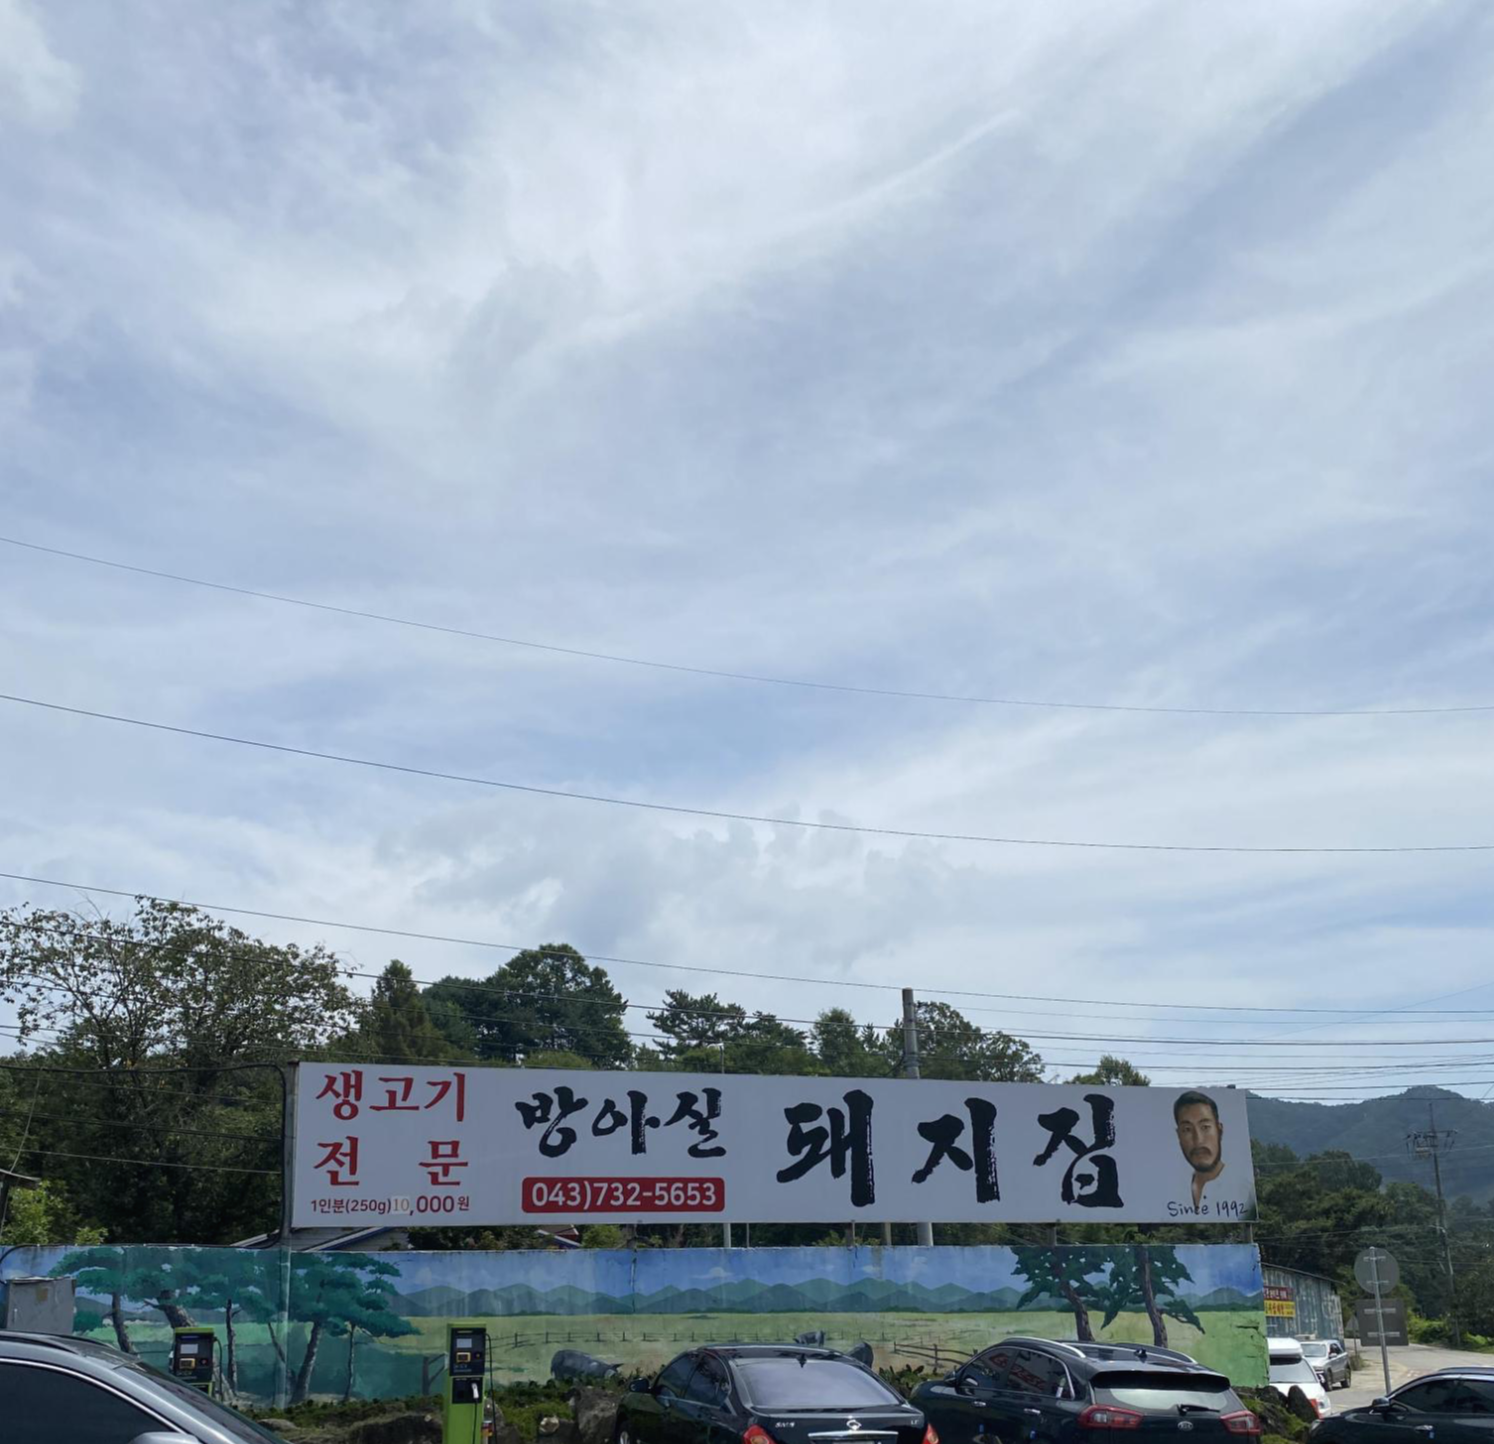 생고기
전 문
1인분(250g)10,000원
방아실 돼지집
043)732-5653
Since 1992